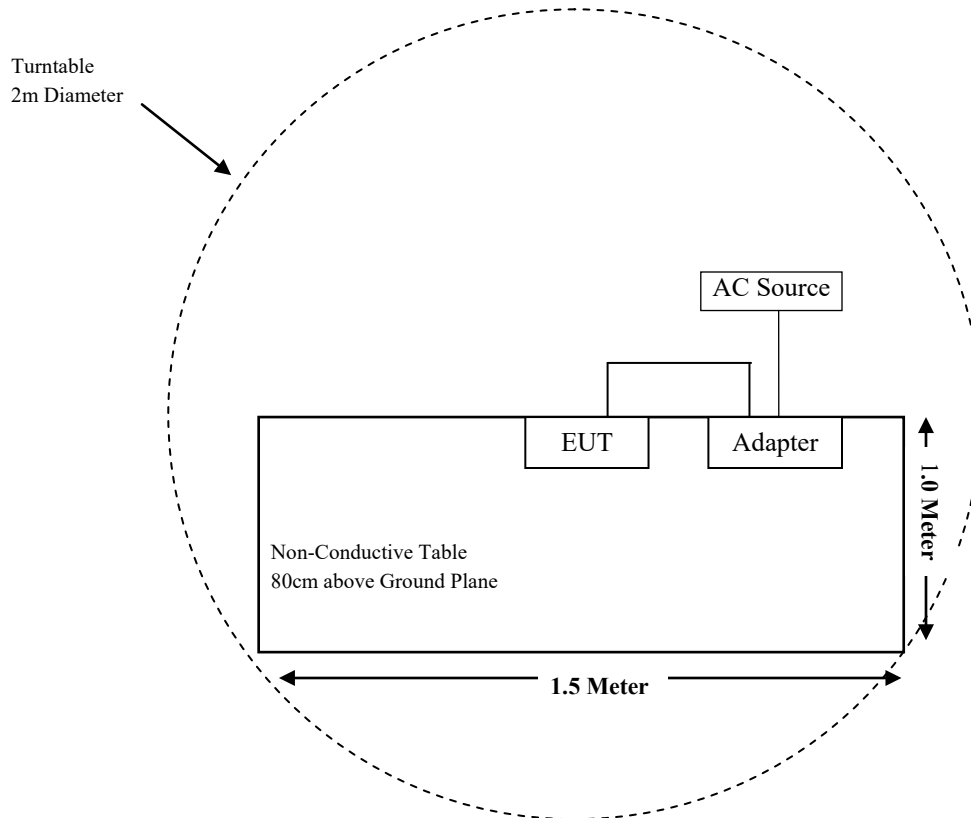 Turntable
2m Diameter
AC Source
EUT
Adapter
1.0 Meter
Non-Conductive Table
80cm above Ground Plane
1.5 Meter